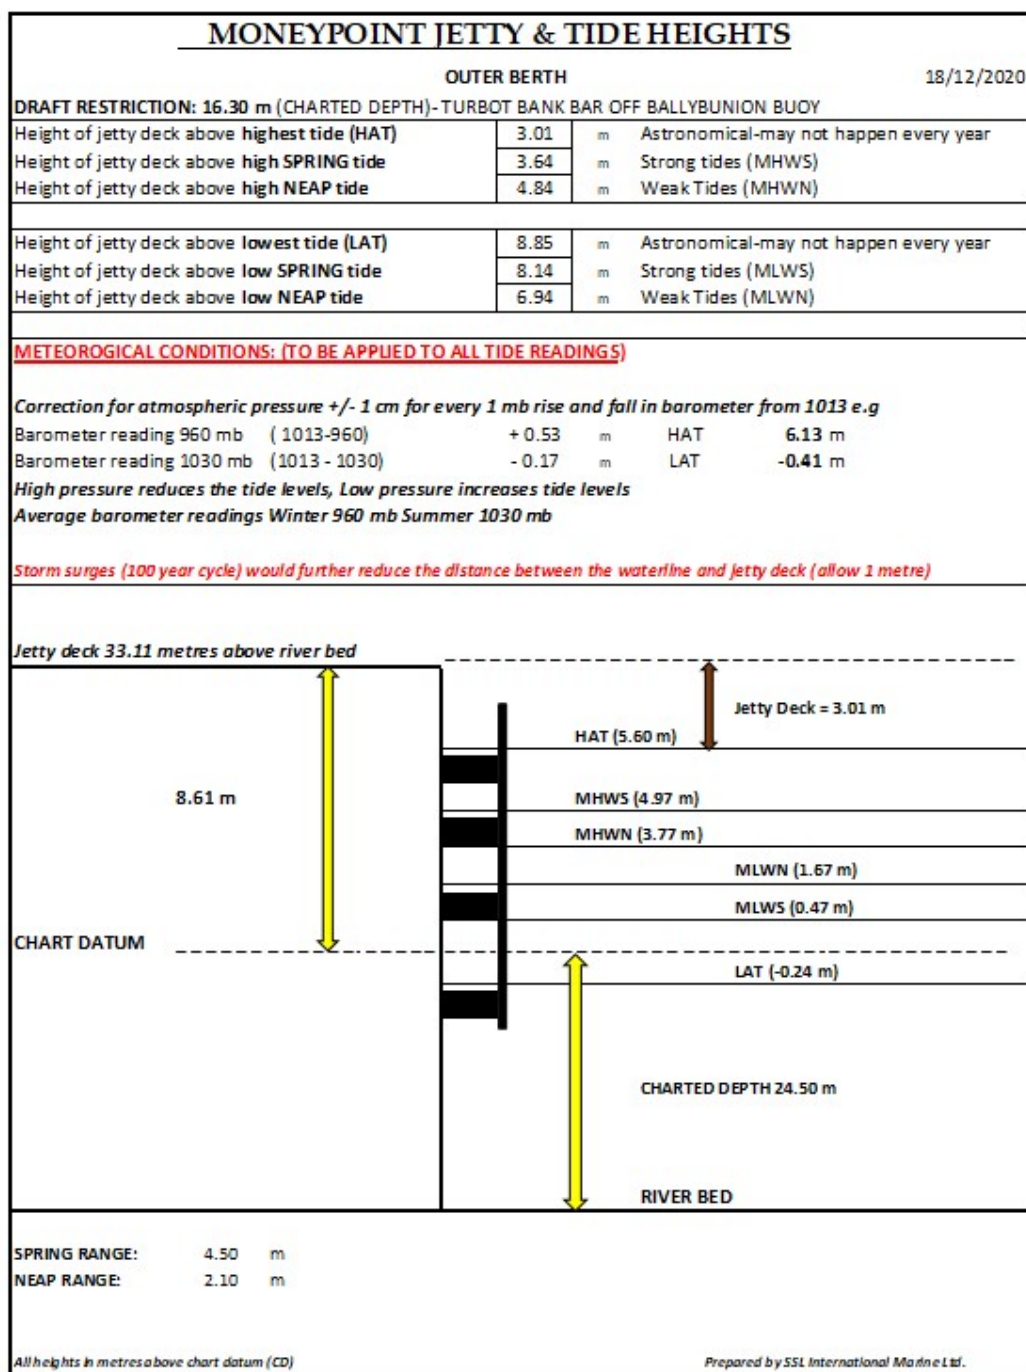 MONEYPOINT JETTY & TIDE HEIGHTS
OUTER BERTH 18/12/2020
DRAFT RESTRICTION: 16.30 m (CHARTED DEPTH)- TURBOT BANK BAR OFF BALLYBUNION BUOY
Height of jetty deck above highest tide (HAT) 3.01 m Astronomical-may not happen every year
Height of jetty deck above high SPRING tide 3.64 m Strong tides (MHWS)
Height of jetty deck above high NEAP tide 4.84 m Weak Tides (MHWN)
Height of jetty deck above lowest tide (LAT) 8.85 m Astronomical-may not happen every year
Height of jetty deck above low SPRING tide 8.14 m Strong tides (MLWS)
Height of jetty deck above low NEAP tide 6.94 m Weak Tides (MLWN)
METEOROGICAL CONDITIONS: (TO BE APPLIED TO ALL TIDE READINGS)
Correction for atmospheric pressure +/- 1 cm for every 1 mb rise and fall in barometer from 1013 e.g
Barometer reading 960 mb ( 1013-960) + 0.53 m HAT 6.13 m
Barometer reading 1030 mb (1013 - 1030) - 0.17 m LAT -0.41 m
High pressure reduces the tide levels, Low pressure increases tide levels
Average barometer readings Winter 960 mb Summer 1030 mb
Storm surges (100 year cycle) would further reduce the distance between the waterline and jetty deck (allow 1 metre)
Jetty deck 33.11 metres above river bed
Jetty Deck = 3.01 m
HAT (5.60 m)
8.61 m
MHWS (4.97 m)
MHWN (3.77 m)
MLWN (1.67 m)
MLWS (0.47 m)
CHART DATUM
LAT (-0.24 m)
CHARTED DEPTH 24.50 m
RIVER BED
SPRING RANGE: 4.50 m
NEAP RANGE: 2.10 m
All heights in metres above chart datum (CD) Prepared by SSL International Marine Ltd.